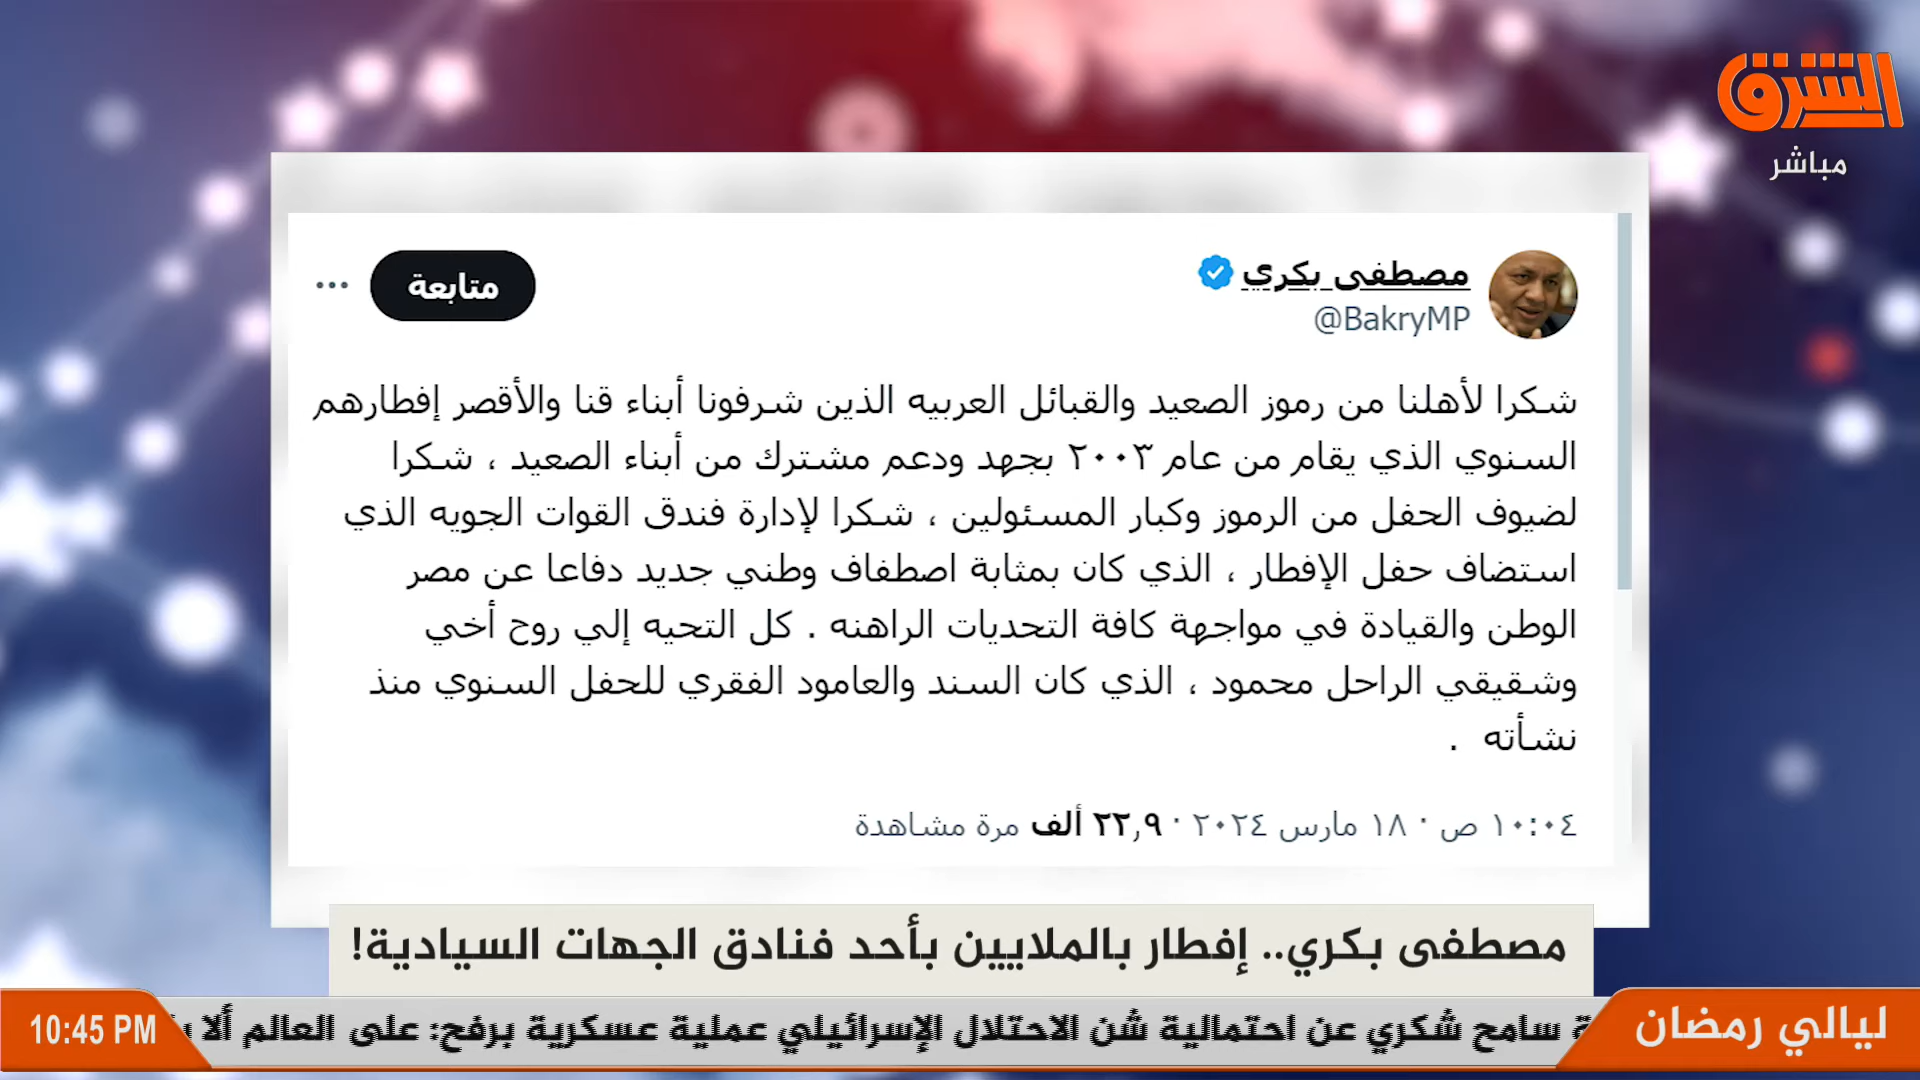 الشرق
مباشر
مصطفى بكري
@BakryMP
متابعة
شكرا لأهلنا من رموز الصعيد والقبائل العربيه الذين شرفونا أبناء قنا والأقصر إفطارهم
السنوي الذي يقام من عام ٢٠٠٣ بجهد ودعم مشترك من أبناء الصعيد ، شكرا
لضيوف الحفل من الرموز وكبار المسئولين ، شكرا لإدارة فندق القوات الجويه الذي
استضاف حفل الإفطار ، الذي كان بمثابة اصطفاف وطني جديد دفاعا عن مصر
الوطن والقيادة في مواجهة كافة التحديات الراهنه . كل التحيه إلي روح أخي
وشقيقي الراحل محمود ، الذي كان السند والعامود الفقري للحفل السنوي منذ
نشأته .
١٠:٠٤ ص · ١٨ مارس ٢٠٢٤ · ٢٢٫٩ ألف مرة مشاهدة
مصطفى بكري.. إفطار بالملايين بأحد فنادق الجهات السيادية!
ليالي رمضان
سامح شكري عن احتمالية شن الاحتلال الإسرائيلي عملية عسكرية برفح: على العالم ألا
10:45 PM